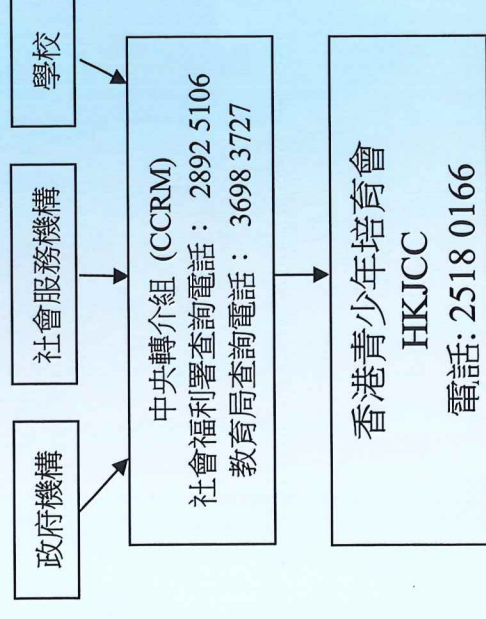 政府機構
社會服務機構
學校
中央轉介組 (CCRM)
社會福利署查詢電話： 2892 5106
教育局查詢電話： 3698 3727
香港青少年培育會
HKJCC
電話: 2518 0166